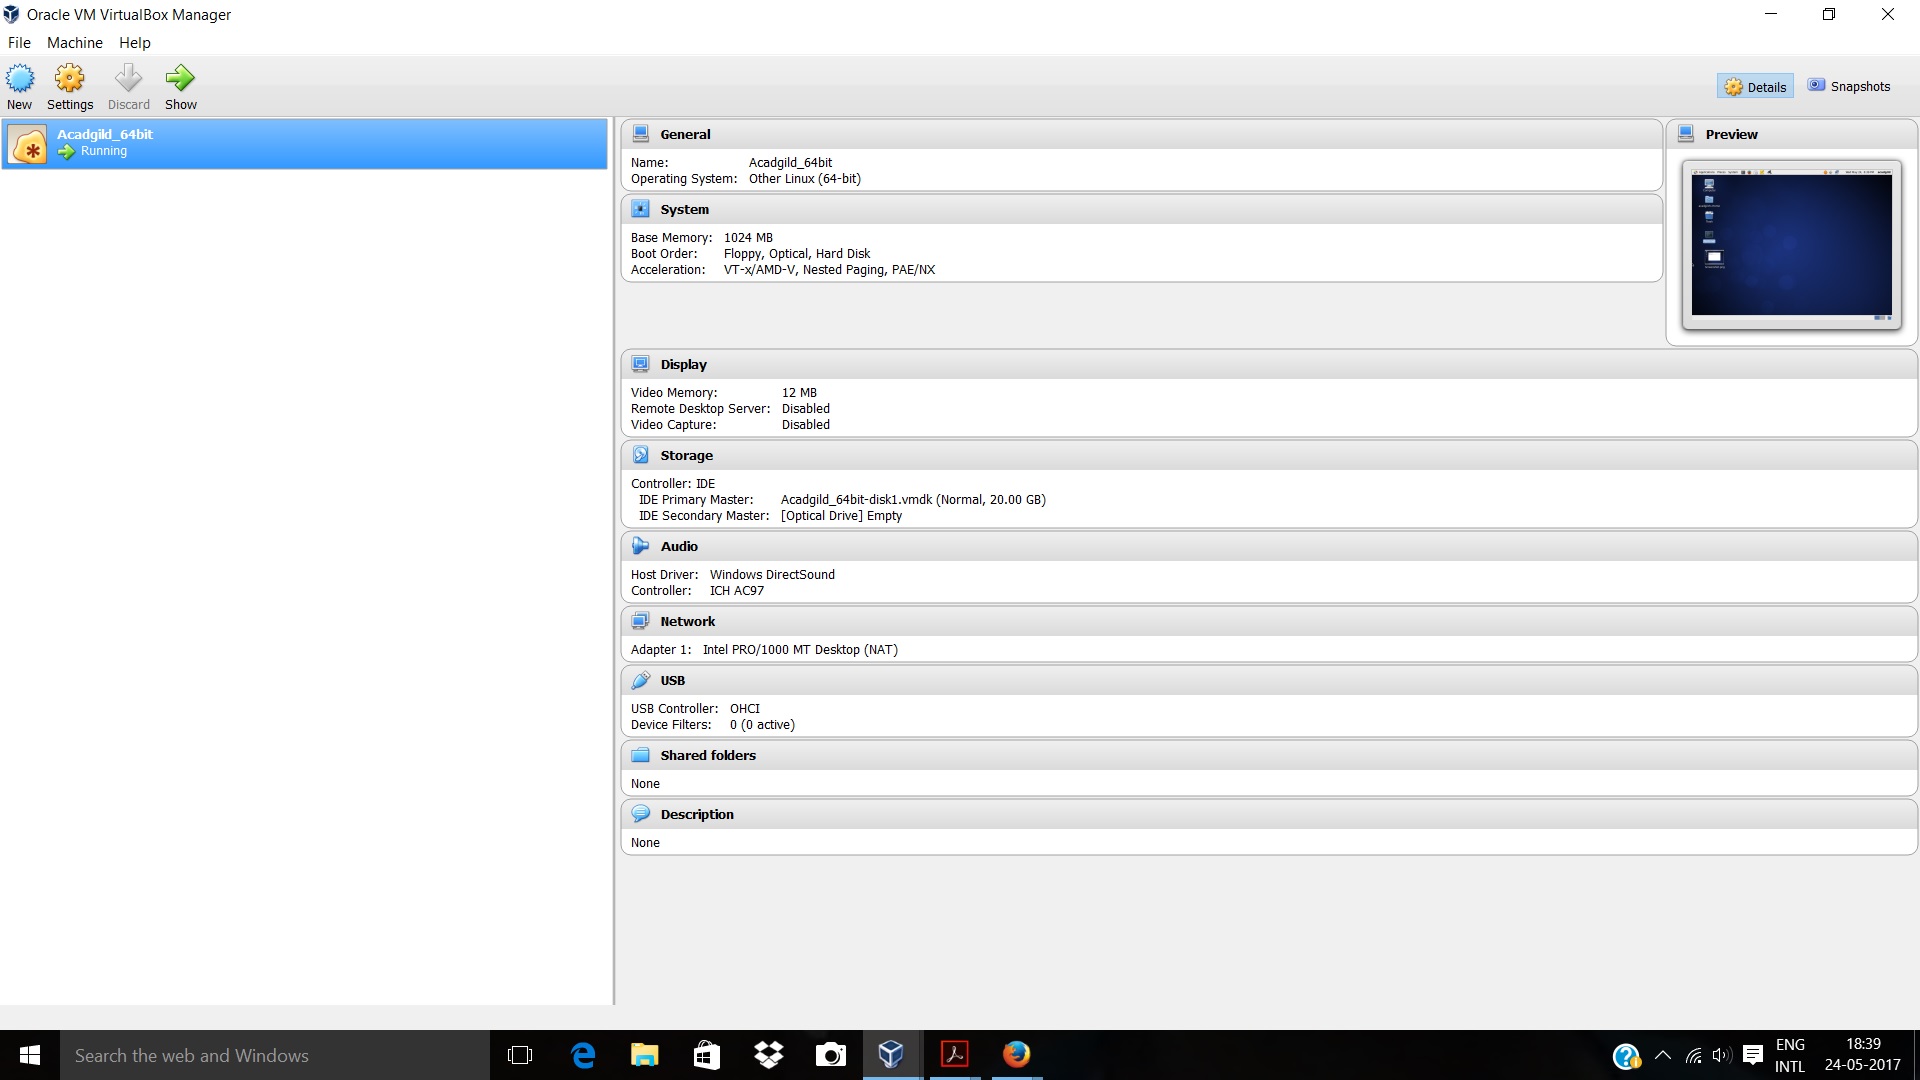 Oracle VM VirtualBox Manager
File Machine Help
New Settings Discard Show
Details Snapshots
Acadgild_64bit
Running
General
Name: Acadgild_64bit
Operating System: Other Linux (64-bit)
System
Base Memory: 1024 MB
Boot Order: Floppy, Optical, Hard Disk
Acceleration: VT-x/AMD-V, Nested Paging, PAE/NX
Preview
Display
Video Memory: 12 MB
Remote Desktop Server: Disabled
Video Capture: Disabled
Storage
Controller: IDE
IDE Primary Master: Acadgild_64bit-disk1.vmdk (Normal, 20.00 GB)
IDE Secondary Master: [Optical Drive] Empty
Audio
Host Driver: Windows DirectSound
Controller: ICH AC97
Network
Adapter 1: Intel PRO/1000 MT Desktop (NAT)
USB
USB Controller: OHCI
Device Filters: 0 (0 active)
Shared folders
None
Description
None
Search the web and Windows
ENG
INTL
18:39
24-05-2017